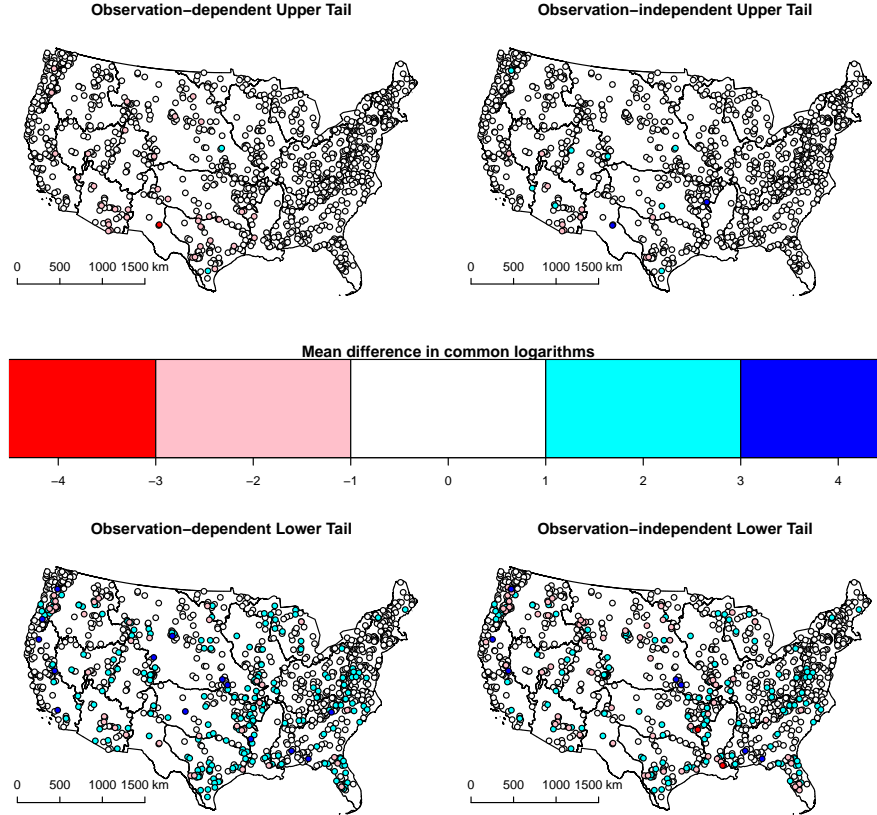 Observation−dependent Upper Tail
Observation−independent Upper Tail
0 500 1000 1500 km
0 500 1000 1500 km
Mean difference in common logarithms
−4 −3 −2 −1 0 1 2 3 4
Observation−dependent Lower Tail
Observation−independent Lower Tail
0 500 1000 1500 km
0 500 1000 1500 km